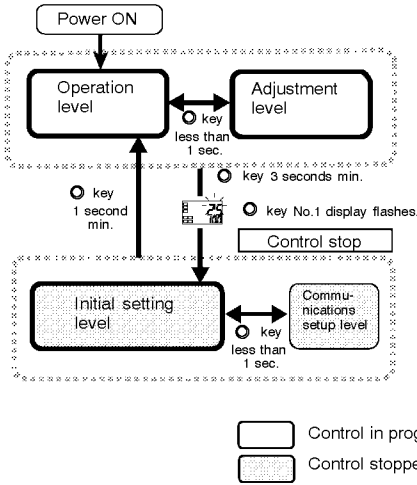 Power ON
Operation
level
Adjustment
level
key
less than
1 sec.
key 3 seconds min.
key
1 second
min.
25
key No.1 display flashes.
Control stop
Initial setting
level
Commu-
nications
setup level
key
less than
1 sec.
Control in prog
Control stoppe